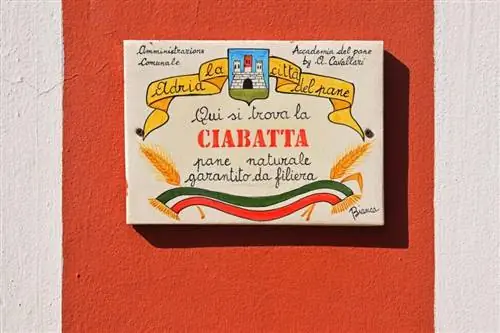 Amministrazione
Comunale
Accademia del pane
by A. Cavallari
Adria la città del pane
Qui si trova la
CIABATTA
pane naturale
garantito da filiera
Bianca